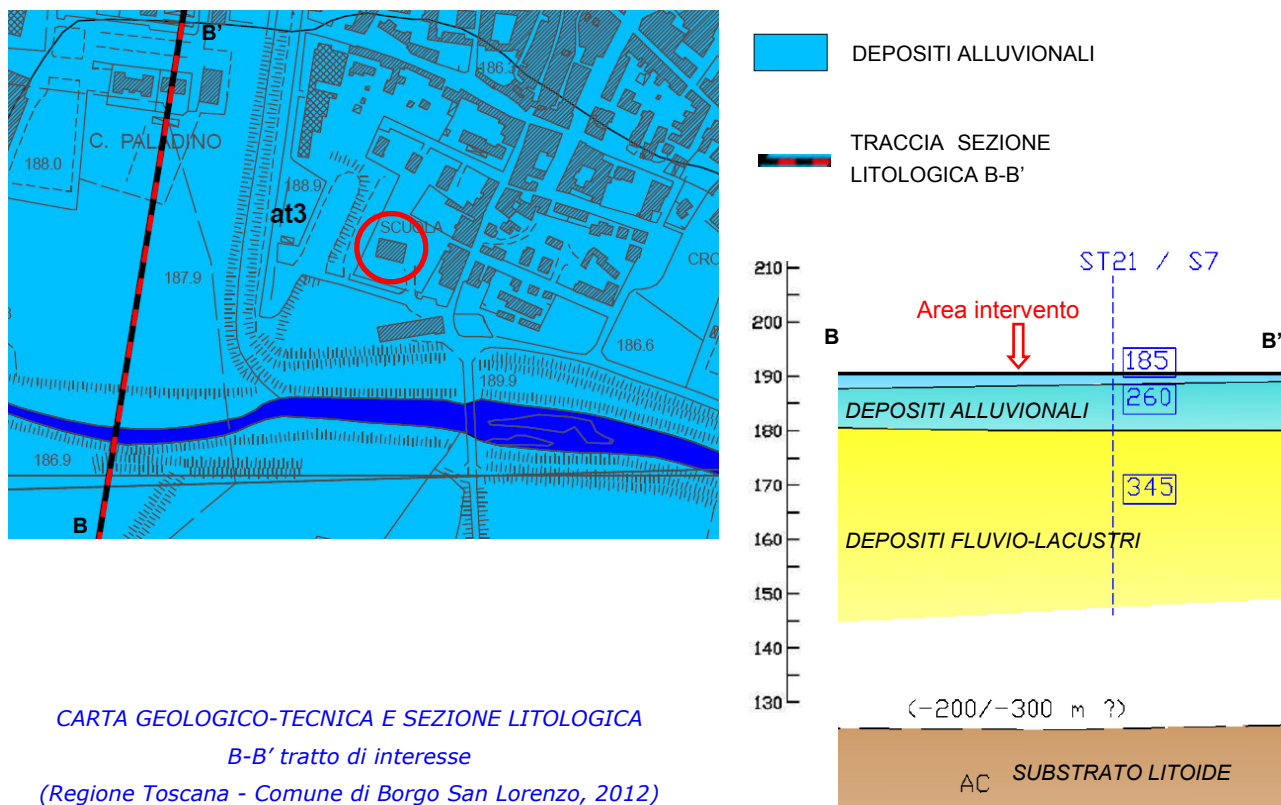 B'
186.3
C. PALADINO
188.0
188.9
at3
SCUOLA
CRO
187.9
186.6
189.9
186.9
B
DEPOSITI ALLUVIONALI
TRACCIA SEZIONE
LITOLOGICA B-B'
210
200
190
180
170
160
150
140
130
ST21 / S7
Area intervento
B
B'
185
260
DEPOSITI ALLUVIONALI
345
DEPOSITI FLUVIO-LACUSTRI
(-200/-300 m ?)
AC
SUBSTRATO LITOIDE
CARTA GEOLOGICO-TECNICA E SEZIONE LITOLOGICA
B-B' tratto di interesse
(Regione Toscana - Comune di Borgo San Lorenzo, 2012)